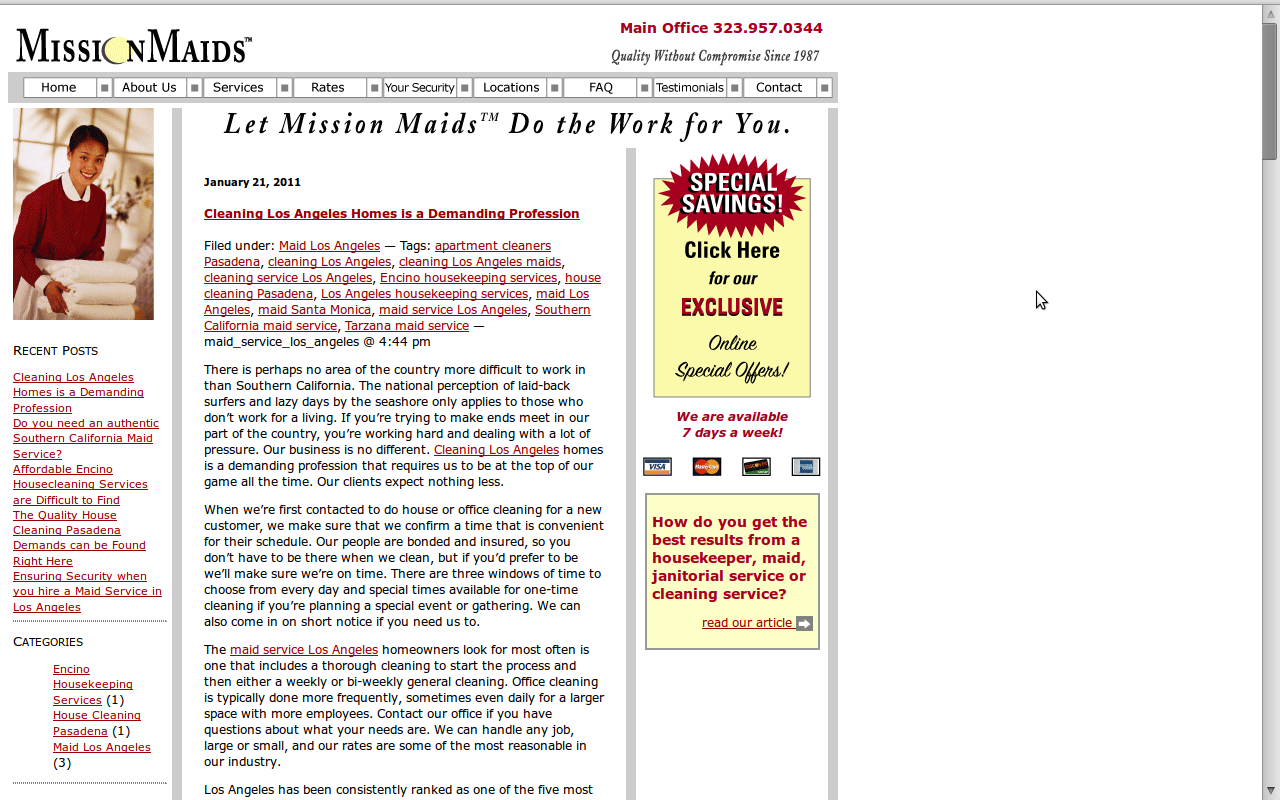 MISSIONMAIDS™
Main Office 323.957.0344
Quality Without Compromise Since 1987
Home
About Us
Services
Rates
Your Security
Locations
FAQ
Testimonials
Contact
Let Mission Maids™ Do the Work for You.
RECENT POSTS
Cleaning Los Angeles
Homes is a Demanding
Profession
Do you need an authentic
Southern California Maid
Service?
Affordable Encino
Housecleaning Services
are Difficult to Find
The Quality House
Cleaning Pasadena
Demands can be Found
Right Here
Ensuring Security when
you hire a Maid Service in
Los Angeles
CATEGORIES
Encino
Housekeeping
Services (1)
House Cleaning
Pasadena (1)
Maid Los Angeles
(3)
January 21, 2011
Cleaning Los Angeles Homes is a Demanding Profession
Filed under: Maid Los Angeles — Tags: apartment cleaners
Pasadena, cleaning Los Angeles, cleaning Los Angeles maids,
cleaning service Los Angeles, Encino housekeeping services, house
cleaning Pasadena, Los Angeles housekeeping services, maid Los
Angeles, maid Santa Monica, maid service Los Angeles, Southern
California maid service, Tarzana maid service —
maid_service_los_angeles @ 4:44 pm
There is perhaps no area of the country more difficult to work in
than Southern California. The national perception of laid-back
surfers and lazy days by the seashore only applies to those who
don’t work for a living. If you’re trying to make ends meet in our
part of the country, you’re working hard and dealing with a lot of
pressure. Our business is no different. Cleaning Los Angeles homes
is a demanding profession that requires us to be at the top of our
game all the time. Our clients expect nothing less.
When we’re first contacted to do house or office cleaning for a new
customer, we make sure that we confirm a time that is convenient
for their schedule. Our people are bonded and insured, so you
don’t have to be there when we clean, but if you’d prefer to be
we’ll make sure we’re on time. There are three windows of time to
choose from every day and special times available for one-time
cleaning if you’re planning a special event or gathering. We can
also come in on short notice if you need us to.
The maid service Los Angeles homeowners look for most often is
one that includes a thorough cleaning to start the process and
then either a weekly or bi-weekly general cleaning. Office cleaning
is typically done more frequently, sometimes even daily for a larger
space with more employees. Contact our office if you have
questions about what your needs are. We can handle any job,
large or small, and our rates are some of the most reasonable in
our industry.
Los Angeles has been consistently ranked as one of the five most
SPECIAL
SAVINGS!
Click Here
for our
EXCLUSIVE
Online
Special Offers!
We are available
7 days a week!
VISA
MasterCard
DISCOVER
How do you get the
best results from a
housekeeper, maid,
janitorial service or
cleaning service?
read our article